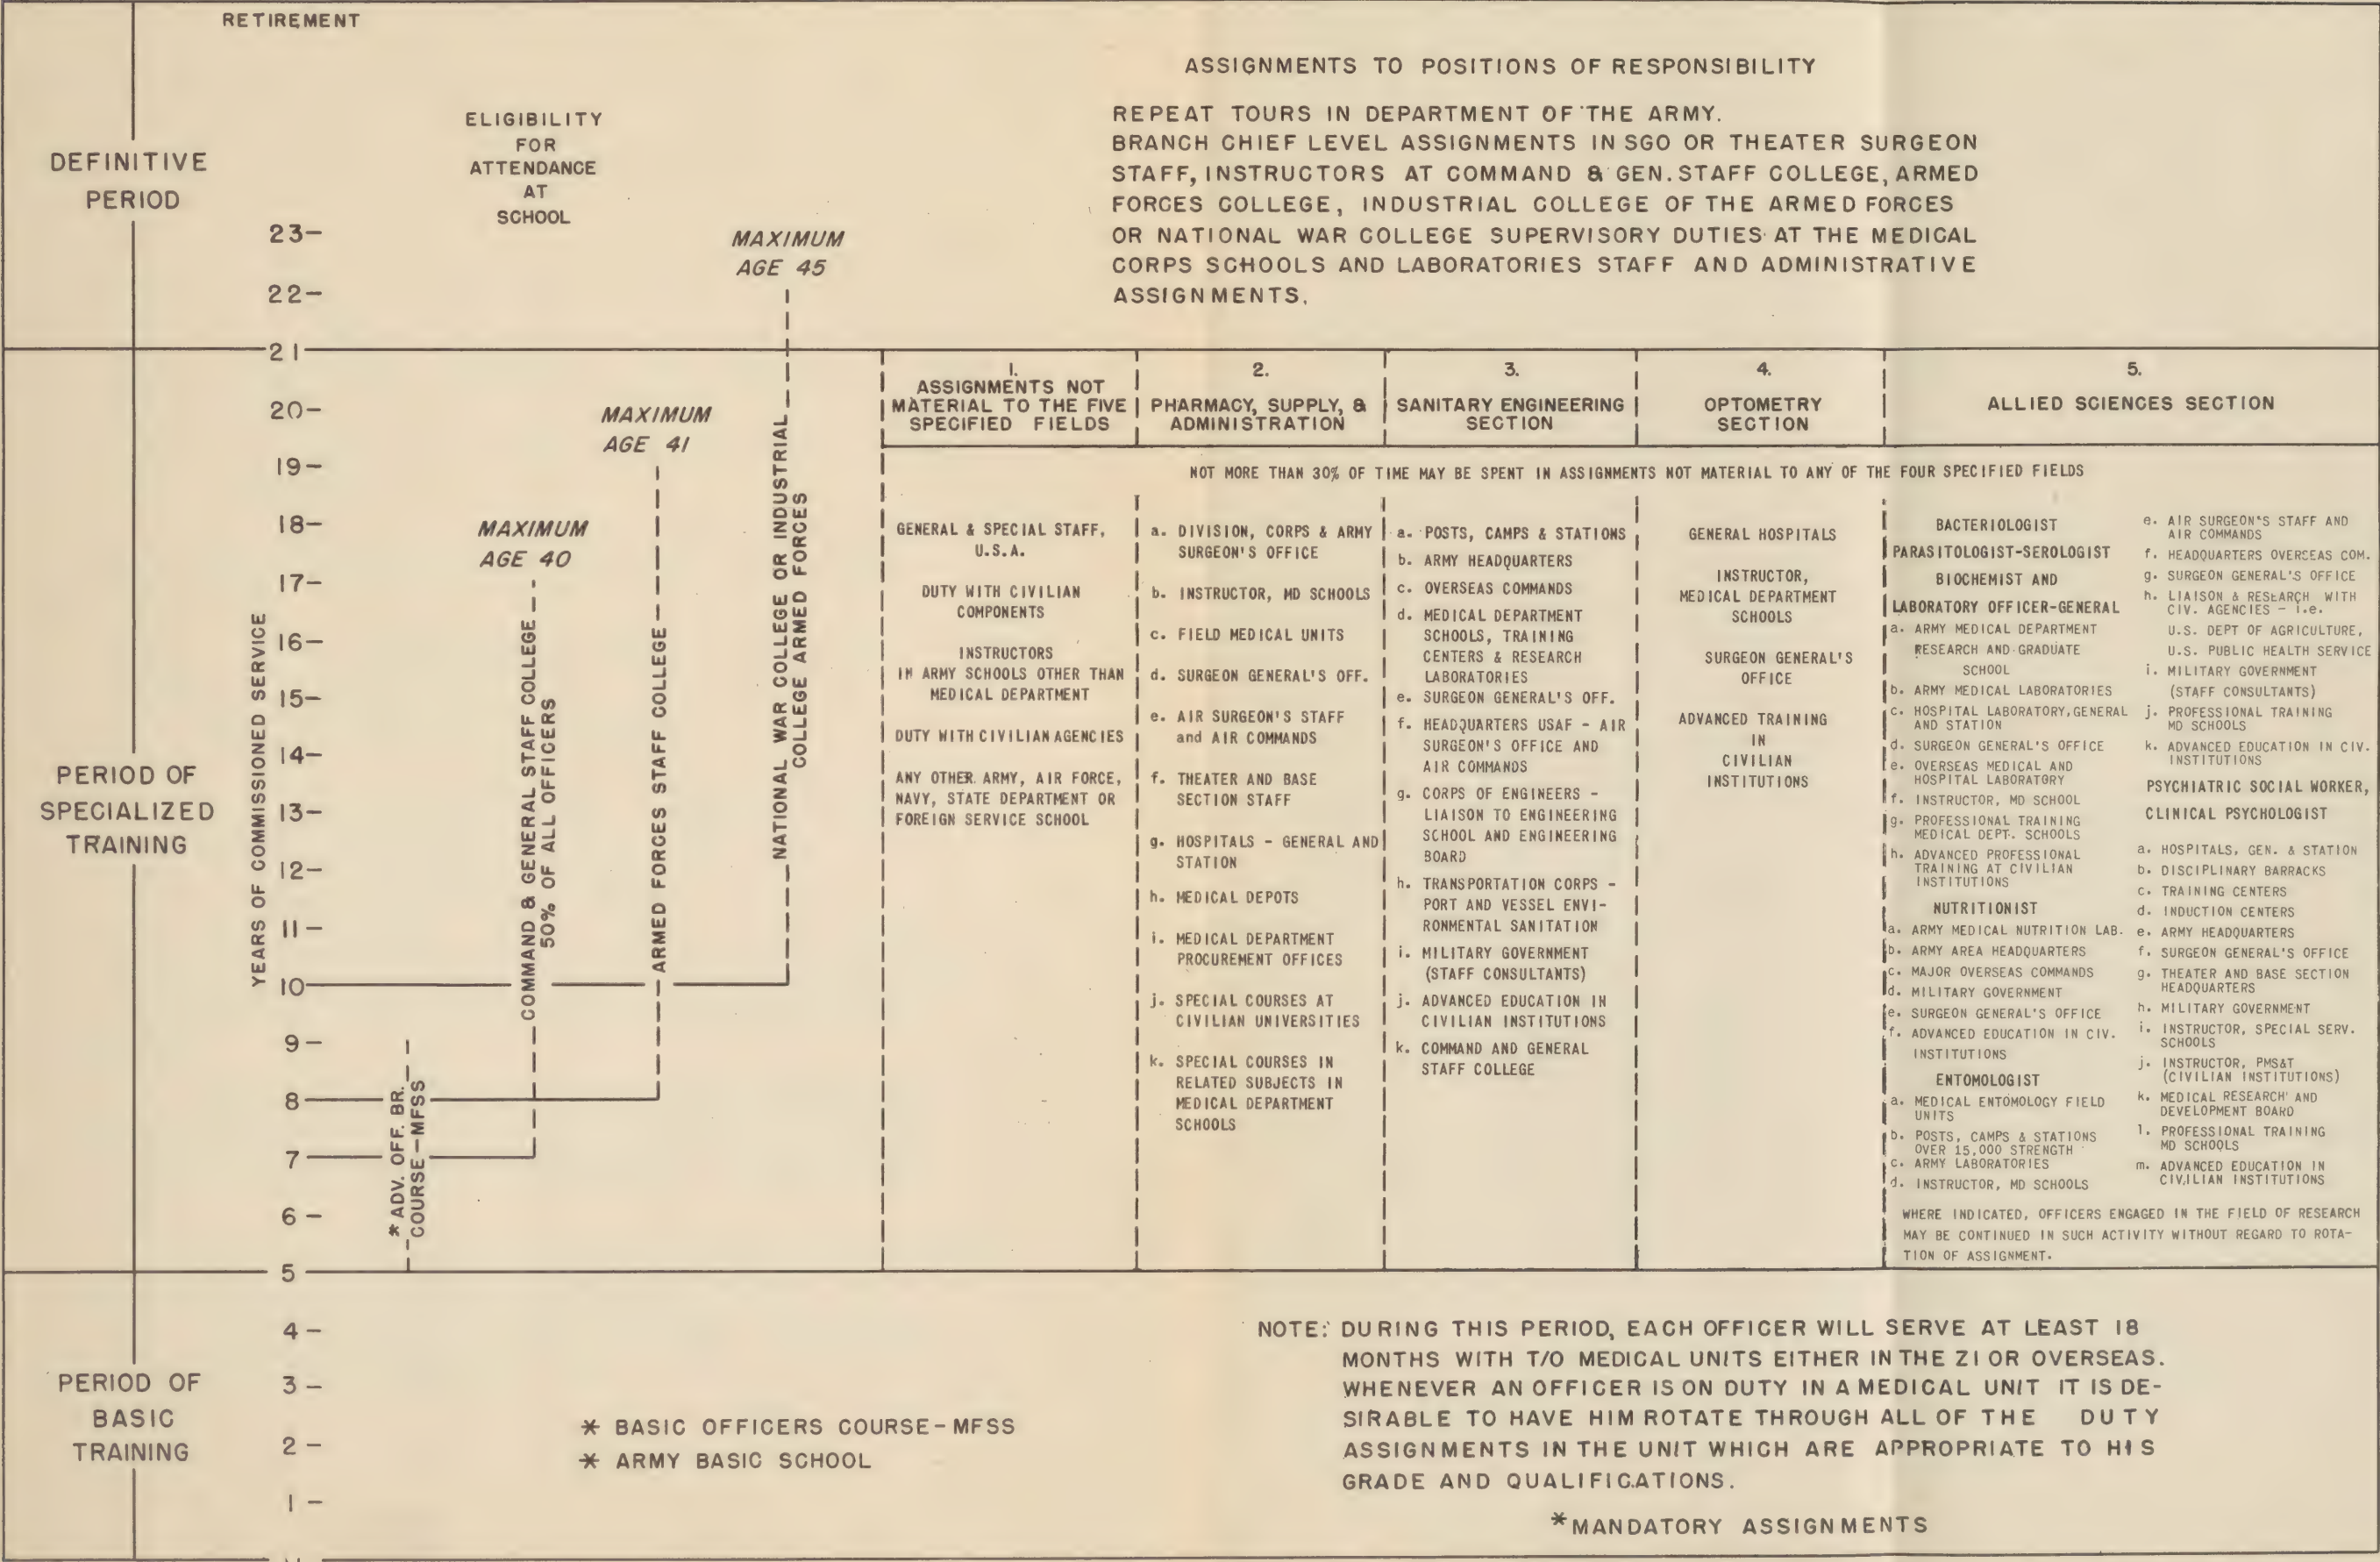 RETIREMENT
DEFINITIVE
PERIOD
ELIGIBILITY
FOR
ATTENDANCE
AT
SCHOOL
23-
22-
21
MAXIMUM
AGE 45
ASSIGNMENTS TO POSITIONS OF RESPONSIBILITY
REPEAT TOURS IN DEPARTMENT OF THE ARMY.
BRANCH CHIEF LEVEL ASSIGNMENTS IN SGO OR THEATER SURGEON
STAFF, INSTRUCTORS AT COMMAND & GEN. STAFF COLLEGE, ARMED
FORCES COLLEGE, INDUSTRIAL COLLEGE OF THE ARMED FORCES
OR NATIONAL WAR COLLEGE SUPERVISORY DUTIES AT THE MEDICAL
CORPS SCHOOLS AND LABORATORIES STAFF AND ADMINISTRATIVE
ASSIGNMENTS.
PERIOD OF
SPECIALIZED
TRAINING
YEARS OF COMMISSIONED SERVICE
20-
19-
18-
17-
16-
15-
14-
13-
12-
11-
10
9-
8
7
6-
5
MAXIMUM
AGE 41
MAXIMUM
AGE 40
* ADV. OFF. BR.
COURSE-MFSS
COMMAND & GENERAL STAFF COLLEGE
50% OF ALL OFFICERS
ARMED FORCES STAFF COLLEGE
NATIONAL WAR COLLEGE OR INDUSTRIAL
COLLEGE ARMED FORCES
1.
ASSIGNMENTS NOT
MATERIAL TO THE FIVE
SPECIFIED FIELDS
2.
PHARMACY, SUPPLY, &
ADMINISTRATION
3.
SANITARY ENGINEERING
SECTION
4.
OPTOMETRY
SECTION
5.
ALLIED SCIENCES SECTION
NOT MORE THAN 30% OF TIME MAY BE SPENT IN ASSIGNMENTS NOT MATERIAL TO ANY OF THE FOUR SPECIFIED FIELDS
GENERAL & SPECIAL STAFF,
U.S.A.
DUTY WITH CIVILIAN
COMPONENTS
INSTRUCTORS
IN ARMY SCHOOLS OTHER THAN
MEDICAL DEPARTMENT
DUTY WITH CIVILIAN AGENCIES
ANY OTHER ARMY, AIR FORCE,
NAVY, STATE DEPARTMENT OR
FOREIGN SERVICE SCHOOL
a. DIVISION, CORPS & ARMY
SURGEON'S OFFICE
b. INSTRUCTOR, MD SCHOOLS
c. FIELD MEDICAL UNITS
d. SURGEON GENERAL'S OFF.
e. AIR SURGEON'S STAFF
and AIR COMMANDS
f. THEATER AND BASE
SECTION STAFF
g. HOSPITALS - GENERAL AND
STATION
h. MEDICAL DEPOTS
i. MEDICAL DEPARTMENT
PROCUREMENT OFFICES
j. SPECIAL COURSES AT
CIVILIAN UNIVERSITIES
k. SPECIAL COURSES IN
RELATED SUBJECTS IN
MEDICAL DEPARTMENT
SCHOOLS
a. POSTS, CAMPS & STATIONS
b. ARMY HEADQUARTERS
c. OVERSEAS COMMANDS
d. MEDICAL DEPARTMENT
SCHOOLS, TRAINING
CENTERS & RESEARCH
LABORATORIES
e. SURGEON GENERAL'S OFF.
f. HEADQUARTERS USAF - AIR
SURGEON'S OFFICE AND
AIR COMMANDS
g. CORPS OF ENGINEERS -
LIAISON TO ENGINEERING
SCHOOL AND ENGINEERING
BOARD
h. TRANSPORTATION CORPS -
PORT AND VESSEL ENVI-
RONMENTAL SANITATION
i. MILITARY GOVERNMENT
(STAFF CONSULTANTS)
j. ADVANCED EDUCATION IN
CIVILIAN INSTITUTIONS
k. COMMAND AND GENERAL
STAFF COLLEGE
GENERAL HOSPITALS
INSTRUCTOR,
MEDICAL DEPARTMENT
SCHOOLS
SURGEON GENERAL'S
OFFICE
ADVANCED TRAINING
IN
CIVILIAN
INSTITUTIONS
BACTERIOLOGIST
PARASITOLOGIST-SEROLOGIST
BIOCHEMIST AND
LABORATORY OFFICER-GENERAL
a. ARMY MEDICAL DEPARTMENT
RESEARCH AND GRADUATE
SCHOOL
b. ARMY MEDICAL LABORATORIES
c. HOSPITAL LABORATORY, GENERAL
AND STATION
d. SURGEON GENERAL'S OFFICE
e. OVERSEAS MEDICAL AND
HOSPITAL LABORATORY
f. INSTRUCTOR, MD SCHOOL
g. PROFESSIONAL TRAINING
MEDICAL DEPT. SCHOOLS
h. ADVANCED PROFESSIONAL
TRAINING AT CIVILIAN
INSTITUTIONS
NUTRITIONIST
a. ARMY MEDICAL NUTRITION LAB.
b. ARMY AREA HEADQUARTERS
c. MAJOR OVERSEAS COMMANDS
d. MILITARY GOVERNMENT
e. SURGEON GENERAL'S OFFICE
f. ADVANCED EDUCATION IN CIV.
INSTITUTIONS
ENTOMOLOGIST
a. MEDICAL ENTOMOLOGY FIELD
UNITS
b. POSTS, CAMPS & STATIONS
OVER 15,000 STRENGTH
c. ARMY LABORATORIES
d. INSTRUCTOR, MD SCHOOLS
e. AIR SURGEON'S STAFF AND
AIR COMMANDS
f. HEADQUARTERS OVERSEAS COM.
g. SURGEON GENERAL'S OFFICE
h. LIAISON & RESEARCH WITH
CIV. AGENCIES - i.e.
U.S. DEPT OF AGRICULTURE,
U.S. PUBLIC HEALTH SERVICE
i. MILITARY GOVERNMENT
(STAFF CONSULTANTS)
j. PROFESSIONAL TRAINING
MD SCHOOLS
k. ADVANCED EDUCATION IN CIV.
INSTITUTIONS
PSYCHIATRIC SOCIAL WORKER,
CLINICAL PSYCHOLOGIST
a. HOSPITALS, GEN. & STATION
b. DISCIPLINARY BARRACKS
c. TRAINING CENTERS
d. INDUCTION CENTERS
e. ARMY HEADQUARTERS
f. SURGEON GENERAL'S OFFICE
g. THEATER AND BASE SECTION
HEADQUARTERS
h. MILITARY GOVERNMENT
i. INSTRUCTOR, SPECIAL SERV.
SCHOOLS
j. INSTRUCTOR, PMS&T
(CIVILIAN INSTITUTIONS)
k. MEDICAL RESEARCH AND
DEVELOPMENT BOARD
l. PROFESSIONAL TRAINING
MD SCHOOLS
m. ADVANCED EDUCATION IN
CIVILIAN INSTITUTIONS
WHERE INDICATED, OFFICERS ENGAGED IN THE FIELD OF RESEARCH
MAY BE CONTINUED IN SUCH ACTIVITY WITHOUT REGARD TO ROTA-
TION OF ASSIGNMENT.
PERIOD OF
BASIC
TRAINING
4-
3-
2-
1-
* BASIC OFFICERS COURSE-MFSS
* ARMY BASIC SCHOOL
NOTE: DURING THIS PERIOD, EACH OFFICER WILL SERVE AT LEAST 18
MONTHS WITH T/O MEDICAL UNITS EITHER IN THE ZI OR OVERSEAS.
WHENEVER AN OFFICER IS ON DUTY IN A MEDICAL UNIT IT IS DE-
SIRABLE TO HAVE HIM ROTATE THROUGH ALL OF THE DUTY
ASSIGNMENTS IN THE UNIT WHICH ARE APPROPRIATE TO HIS
GRADE AND QUALIFICATIONS.
*MANDATORY ASSIGNMENTS